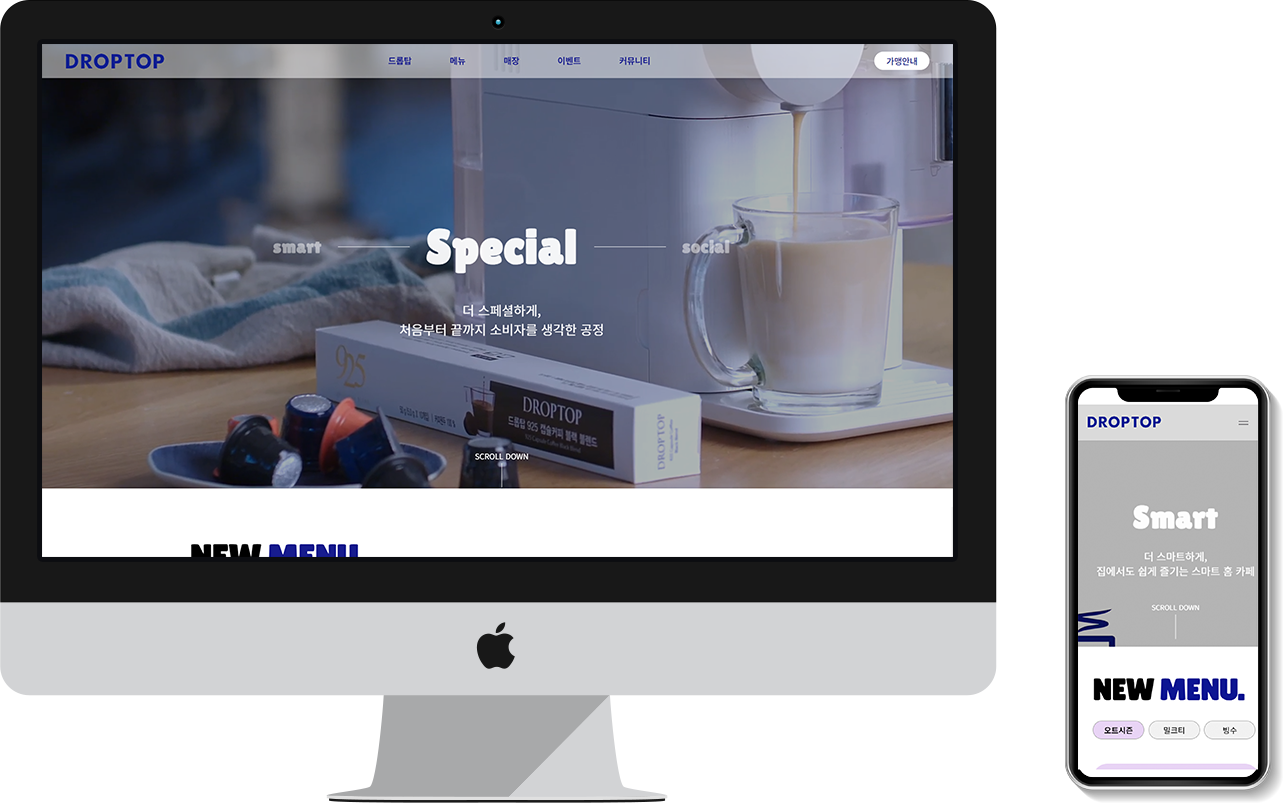 DROPTOP
드롭탑
메뉴
매장
이벤트
커뮤니티
가맹안내
smart
Special
social
더 스페셜하게,
처음부터 끝까지 소비자를 생각한 공정
925
DROPTOP
드롭탑 925 캡슐커피 블랙 블렌드
925 Capsule Coffee Black Blend
DROPTOP
SCROLL DOWN
NEW MENU
DROPTOP
Smart
더 스마트하게,
집에서도 쉽게 즐기는 스마트 홈 카페
SCROLL DOWN
NEW MENU.
오트시즌
밀크티
빙수